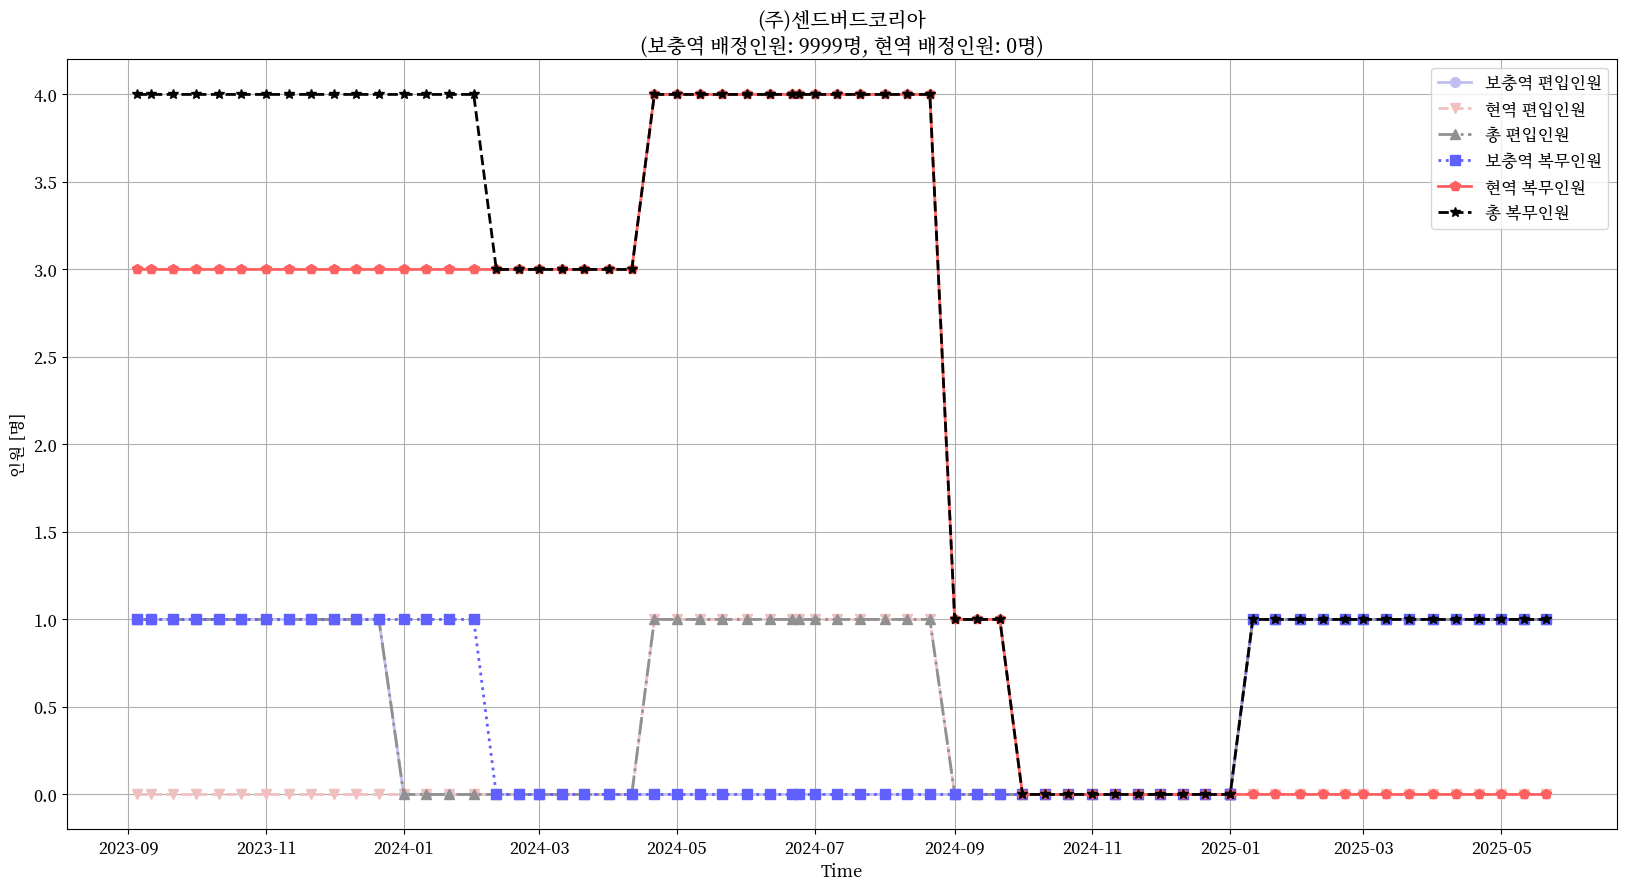 (주)센드버드코리아
(보충역 배정인원: 9999명, 현역 배정인원: 0명)
보충역 편입인원
현역 편입인원
총 편입인원
보충역 복무인원
현역 복무인원
총 복무인원
인원 [명]
4.0
3.5
3.0
2.5
2.0
1.5
1.0
0.5
0.0
2023-09 2023-11 2024-01 2024-03 2024-05 2024-07 2024-09 2024-11 2025-01 2025-03 2025-05
Time